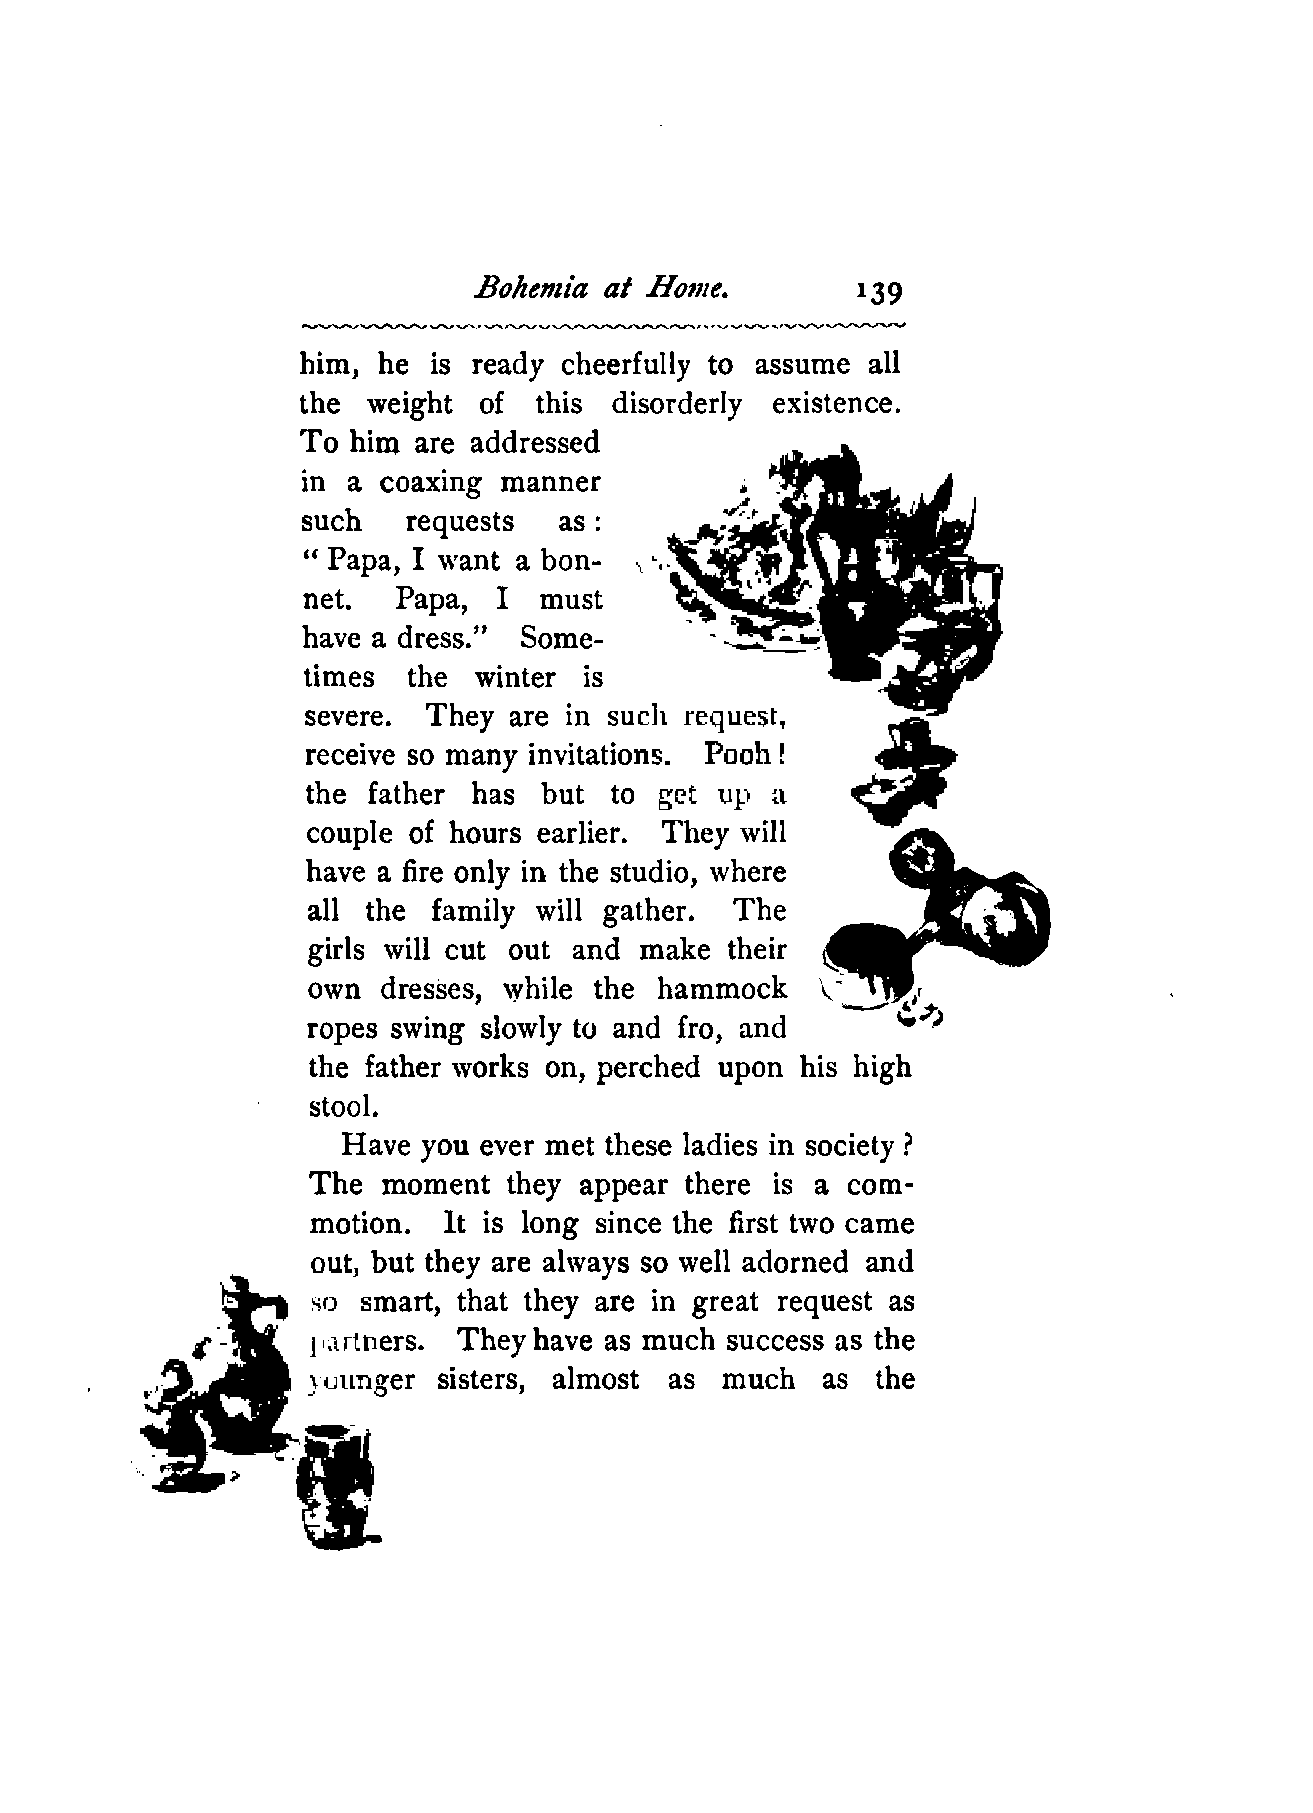 Bohemia at Home. 139
him, he is ready cheerfully to assume all
the weight of this disorderly existence.
To him are addressed
in a coaxing manner
such requests as :
“ Papa, I want a bon-
net. Papa, I must
have a dress.” Some-
times the winter is
severe. They are in such request,
receive so many invitations. Pooh !
the father has but to get up a
couple of hours earlier. They will
have a fire only in the studio, where
all the family will gather. The
girls will cut out and make their
own dresses, while the hammock
ropes swing slowly to and fro, and
the father works on, perched upon his high
stool.
Have you ever met these ladies in society ?
The moment they appear there is a com-
motion. It is long since the first two came
out, but they are always so well adorned and
so smart, that they are in great request as
partners. They have as much success as the
younger sisters, almost as much as the